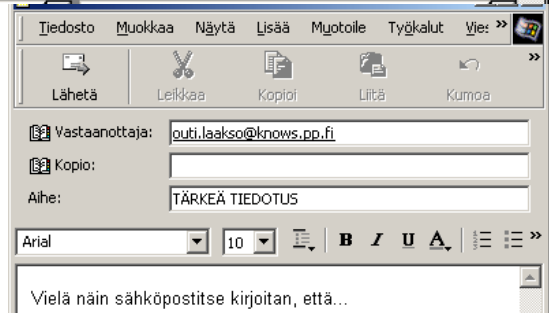 Tiedosto Muokkaa Näytä Lisää Muotoile Työkalut Vies »
Lähetä Leikkaa Kopioi Liitä Kumoa »
Vastaanottaja: outi.laakso@knows.pp.fi
Kopio:
Aihe: TÄRKEÄ TIEDOTUS
Arial 10 B I U A »
Vielä näin sähköpostitse kirjoitan, että...